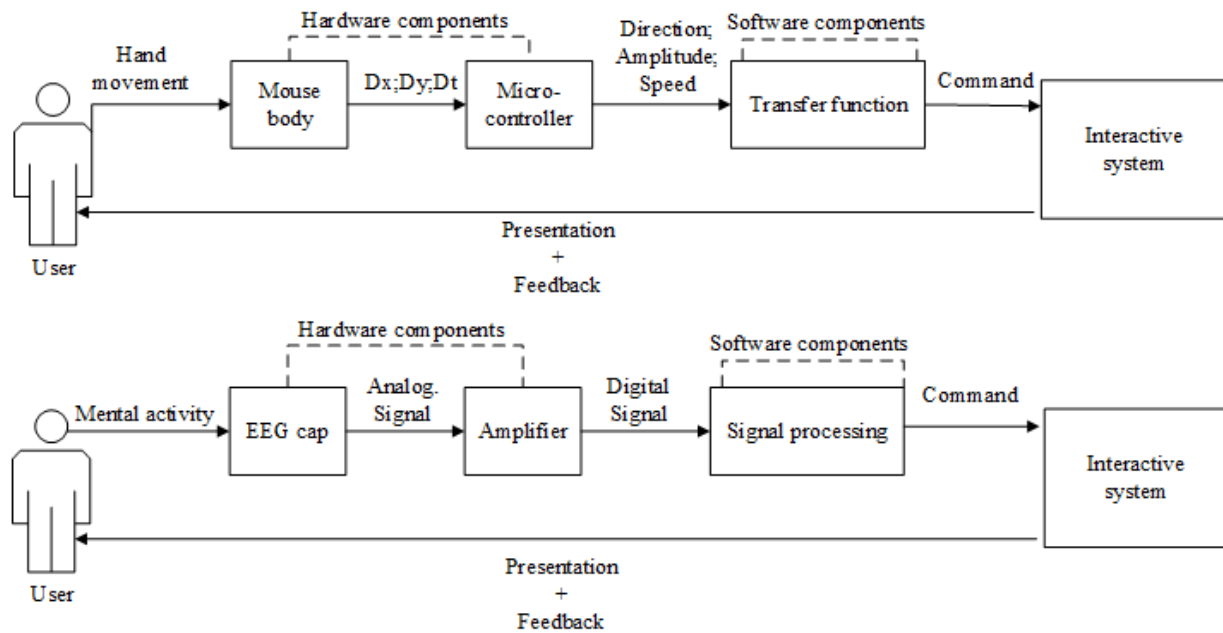 Hardware components
Software components
Hand
movement
Mouse
body
Dx;Dy;Dt
Micro-
controller
Direction;
Amplitude;
Speed
Transfer function
Command
Interactive
system
Presentation
+
Feedback
User
Hardware components
Software components
Mental activity
EEG cap
Analog.
Signal
Amplifier
Digital
Signal
Signal processing
Command
Interactive
system
Presentation
+
Feedback
User